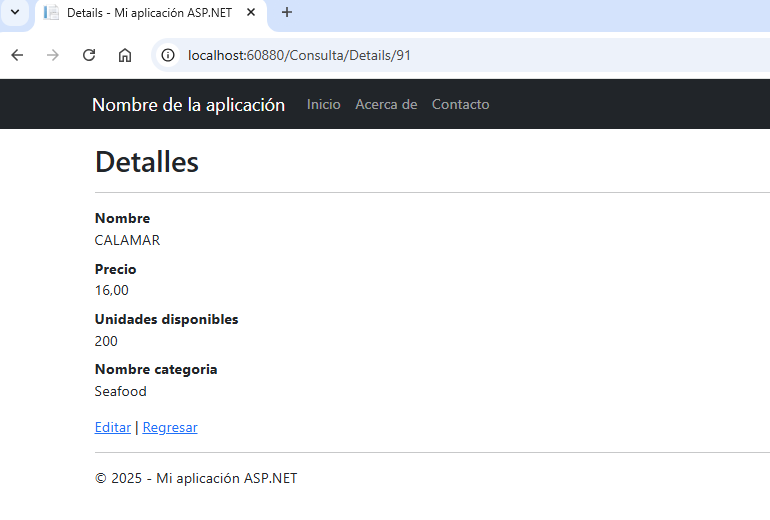 Details - Mi aplicación ASP.NET
localhost:60880/Consulta/Details/91
Nombre de la aplicación Inicio Acerca de Contacto
Detalles
Nombre
CALAMAR
Precio
16,00
Unidades disponibles
200
Nombre categoria
Seafood
Editar | Regresar
© 2025 - Mi aplicación ASP.NET